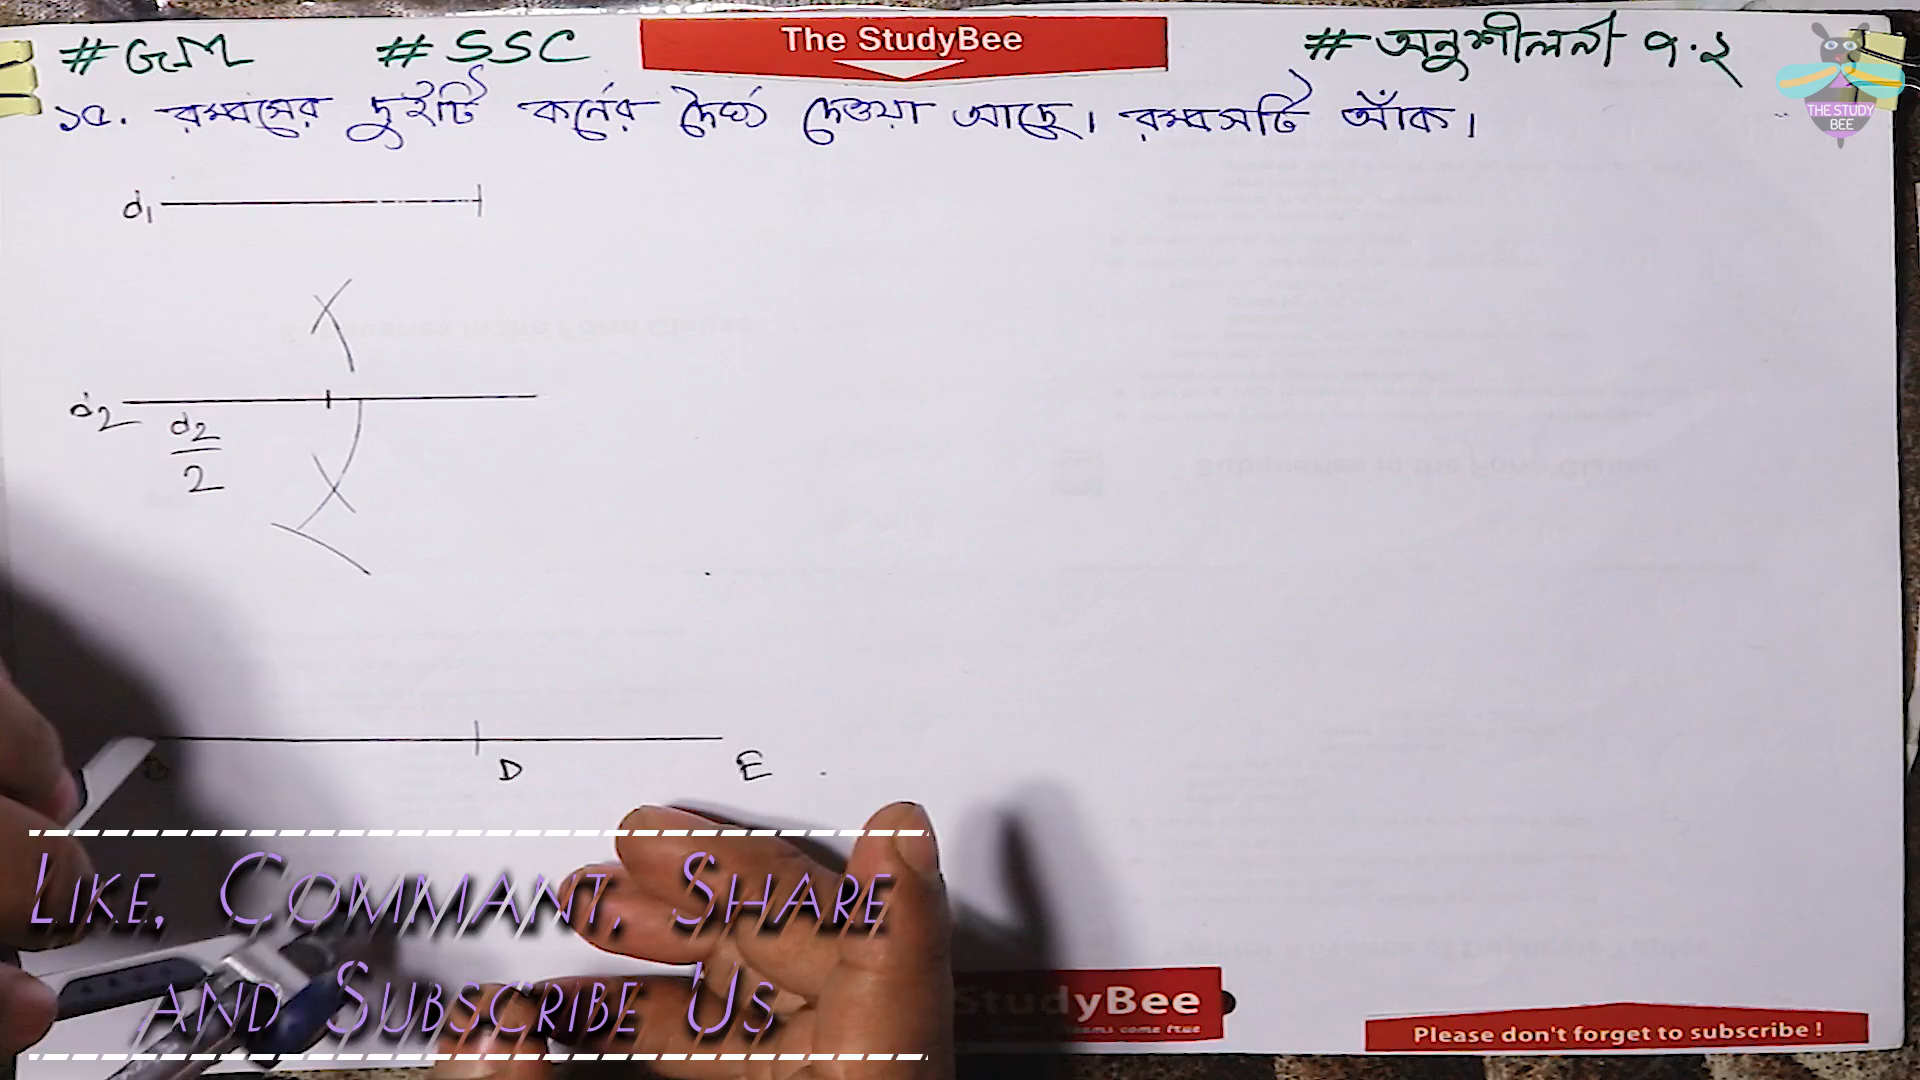 #GM #SSC The StudyBee #অনুশীলনী ৭.২
THE STUDY
BEE
১৫. রম্বসের দুইটি কর্নের দৈর্ঘ্য দেওয়া আছে। রম্বসটি আঁক।
d1
d2
d2
2
B D E
LIKE, COMMANT, SHARE
AND SUBSCRIBE US
StudyBee
Please don't forget to subscribe !